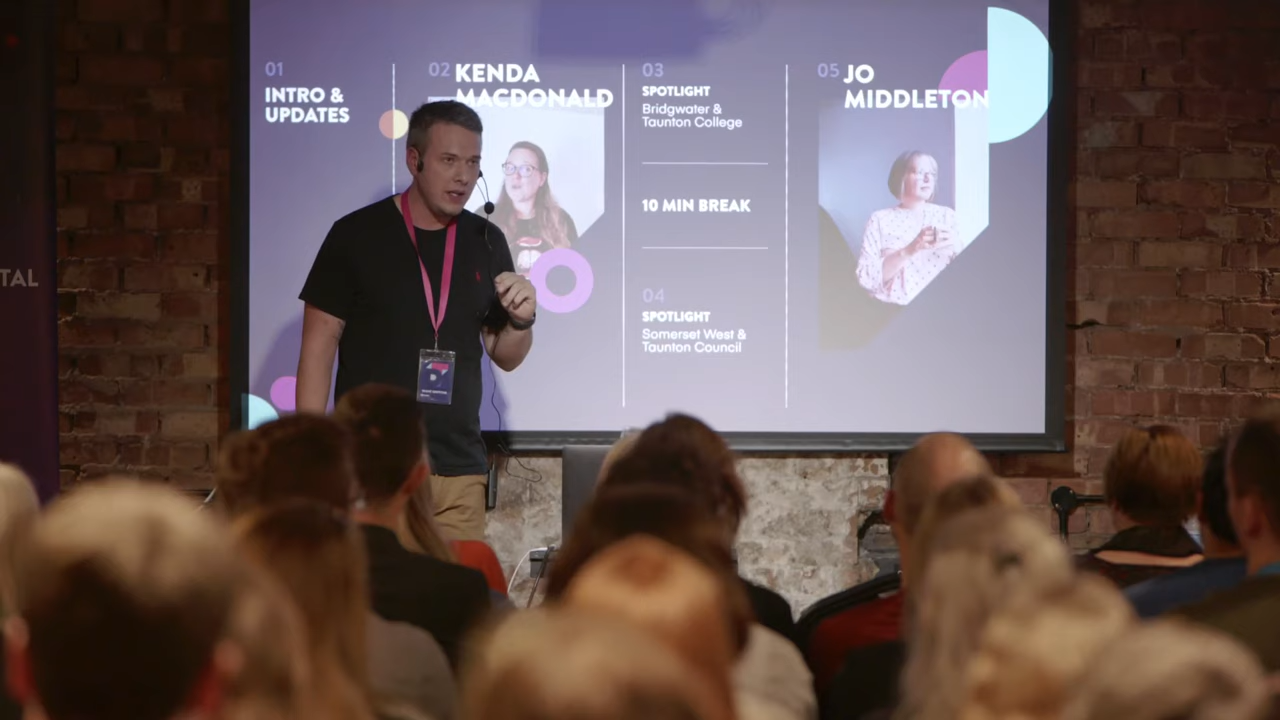 01
INTRO &
UPDATES
02 KENDA
MACDONALD
03
SPOTLIGHT
Bridgwater &
Taunton College
10 MIN BREAK
04
SPOTLIGHT
Somerset West &
Taunton Council
05 JO
MIDDLETON
TAL